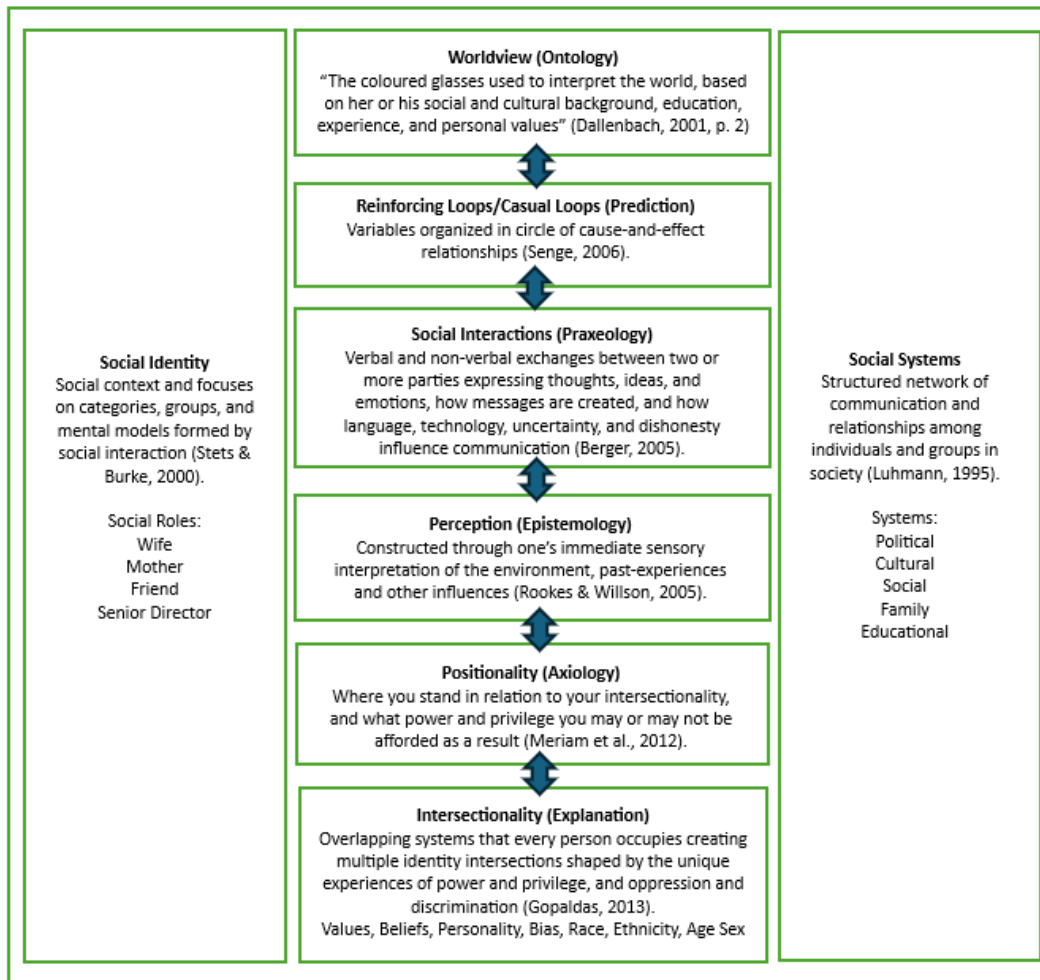 Worldview (Ontology)
“The coloured glasses used to interpret the world, based
on her or his social and cultural background, education,
experience, and personal values” (Dallenbach, 2001, p. 2)
Reinforcing Loops/Casual Loops (Prediction)
Variables organized in circle of cause-and-effect
relationships (Senge, 2006).
Social Identity
Social context and focuses
on categories, groups, and
mental models formed by
social interaction (Stets &
Burke, 2000).
Social Roles:
Wife
Mother
Friend
Senior Director
Social Interactions (Praxeology)
Verbal and non-verbal exchanges between two or
more parties expressing thoughts, ideas, and
emotions, how messages are created, and how
language, technology, uncertainty, and dishonesty
influence communication (Berger, 2005).
Perception (Epistemology)
Constructed through one’s immediate sensory
interpretation of the environment, past-experiences
and other influences (Rookes & Willson, 2005).
Positionality (Axiology)
Where you stand in relation to your intersectionality,
and what power and privilege you may or may not be
afforded as a result (Meriam et al., 2012).
Intersectionality (Explanation)
Overlapping systems that every person occupies creating
multiple identity intersections shaped by the unique
experiences of power and privilege, and oppression and
discrimination (Gopaldas, 2013).
Values, Beliefs, Personality, Bias, Race, Ethnicity, Age Sex
Social Systems
Structured network of
communication and
relationships among
individuals and groups in
society (Luhmann, 1995).
Systems:
Political
Cultural
Social
Family
Educational